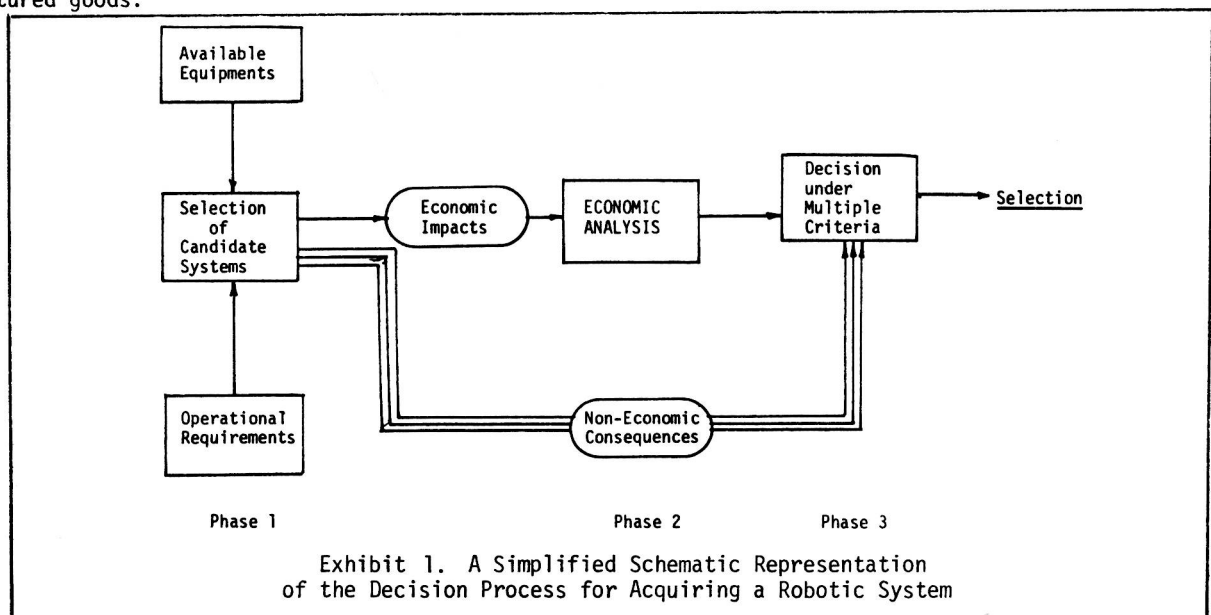 tured goods.
Available
Equipments
Selection
of
Candidate
Systems
Economic
Impacts
ECONOMIC
ANALYSIS
Decision
under
Multiple
Criteria
Selection
Operational
Requirements
Non-Economic
Consequences
Phase 1
Phase 2
Phase 3
Exhibit 1. A Simplified Schematic Representation
of the Decision Process for Acquiring a Robotic System